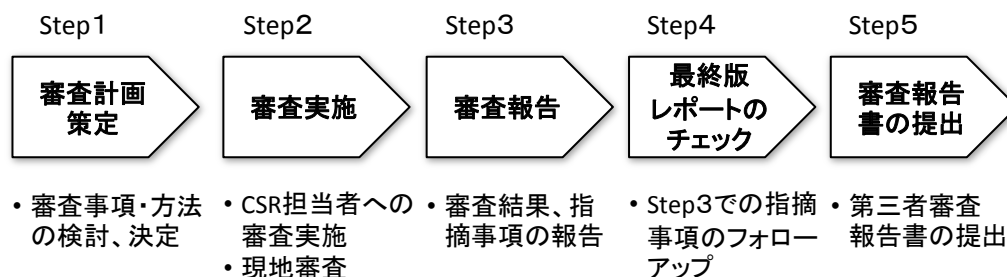 Step1
審査計画
策定
• 審査事項・方法
の検討、決定
Step2
審査実施
• CSR担当者への
審査実施
• 現地審査
Step3
審査報告
• 審査結果、指
摘事項の報告
Step4
最終版
レポートの
チェック
• Step3での指摘
事項のフォロー
アップ
Step5
審査報告
書の提出
• 第三者審査
報告書の提出